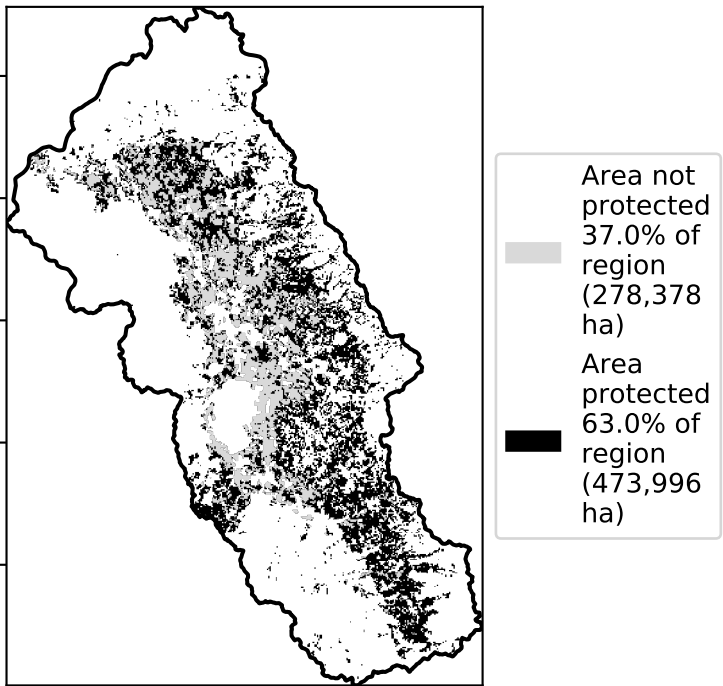 Area not
protected
37.0% of
region
(278,378
ha)
Area
protected
63.0% of
region
(473,996
ha)